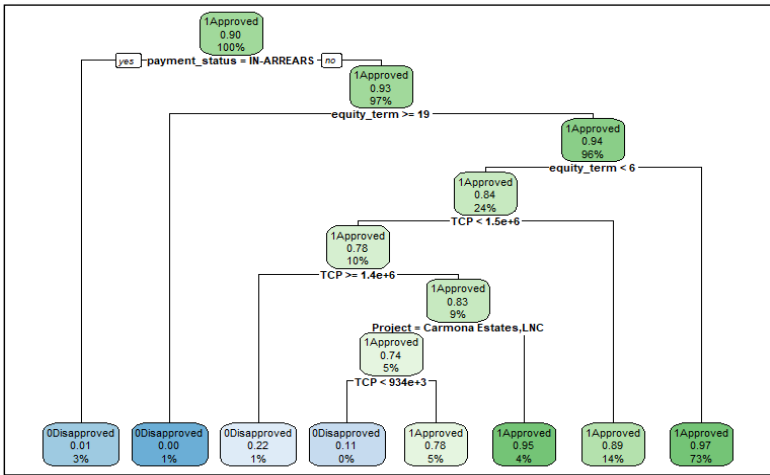 1Approved
0.90
100%
yes payment_status = IN-ARREARS no
1Approved
0.93
97%
equity_term >= 19
1Approved
0.94
96%
equity_term < 6
1Approved
0.84
24%
TCP < 1.5e+6
1Approved
0.78
10%
TCP >= 1.4e+6
1Approved
0.83
9%
Project = Carmona Estates,LNC
1Approved
0.74
5%
TCP < 934e+3
0Disapproved
0.01
3%
0Disapproved
0.00
1%
0Disapproved
0.22
1%
0Disapproved
0.11
0%
1Approved
0.78
5%
1Approved
0.95
4%
1Approved
0.89
14%
1Approved
0.97
73%